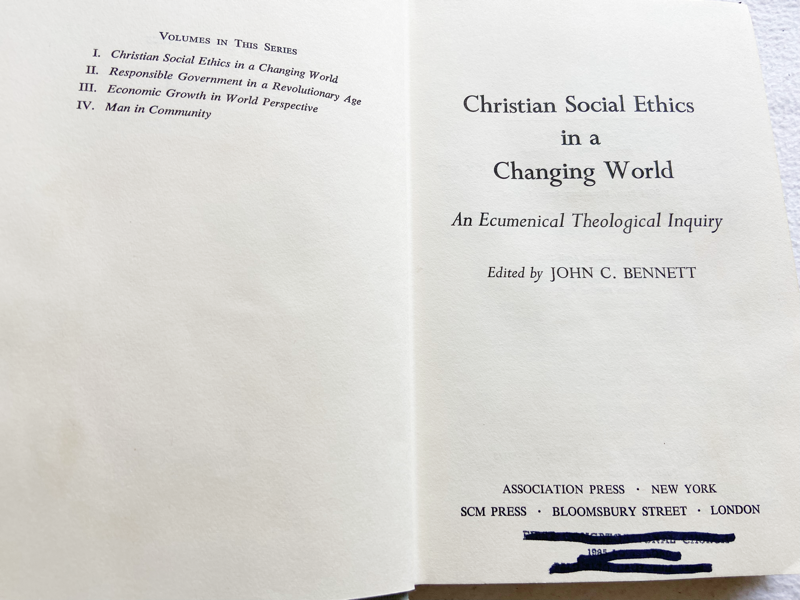 VOLUMES IN THIS SERIES
I. Christian Social Ethics in a Changing World
II. Responsible Government in a Revolutionary Age
III. Economic Growth in World Perspective
IV. Man in Community
Christian Social Ethics
in a
Changing World
An Ecumenical Theological Inquiry
Edited by JOHN C. BENNETT
ASSOCIATION PRESS · NEW YORK
SCM PRESS · BLOOMSBURY STREET · LONDON